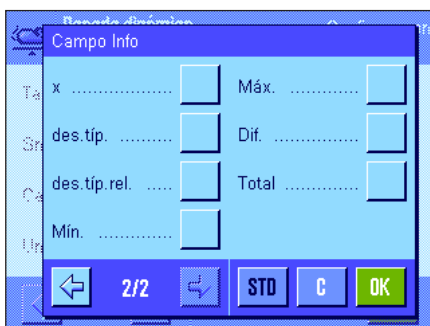 Campo Info
x .................. Máx. ..............
des.típ. .......... Dif. ...............
des.típ.rel. ..... Total .............
Mín. ..............
2/2 STD C OK